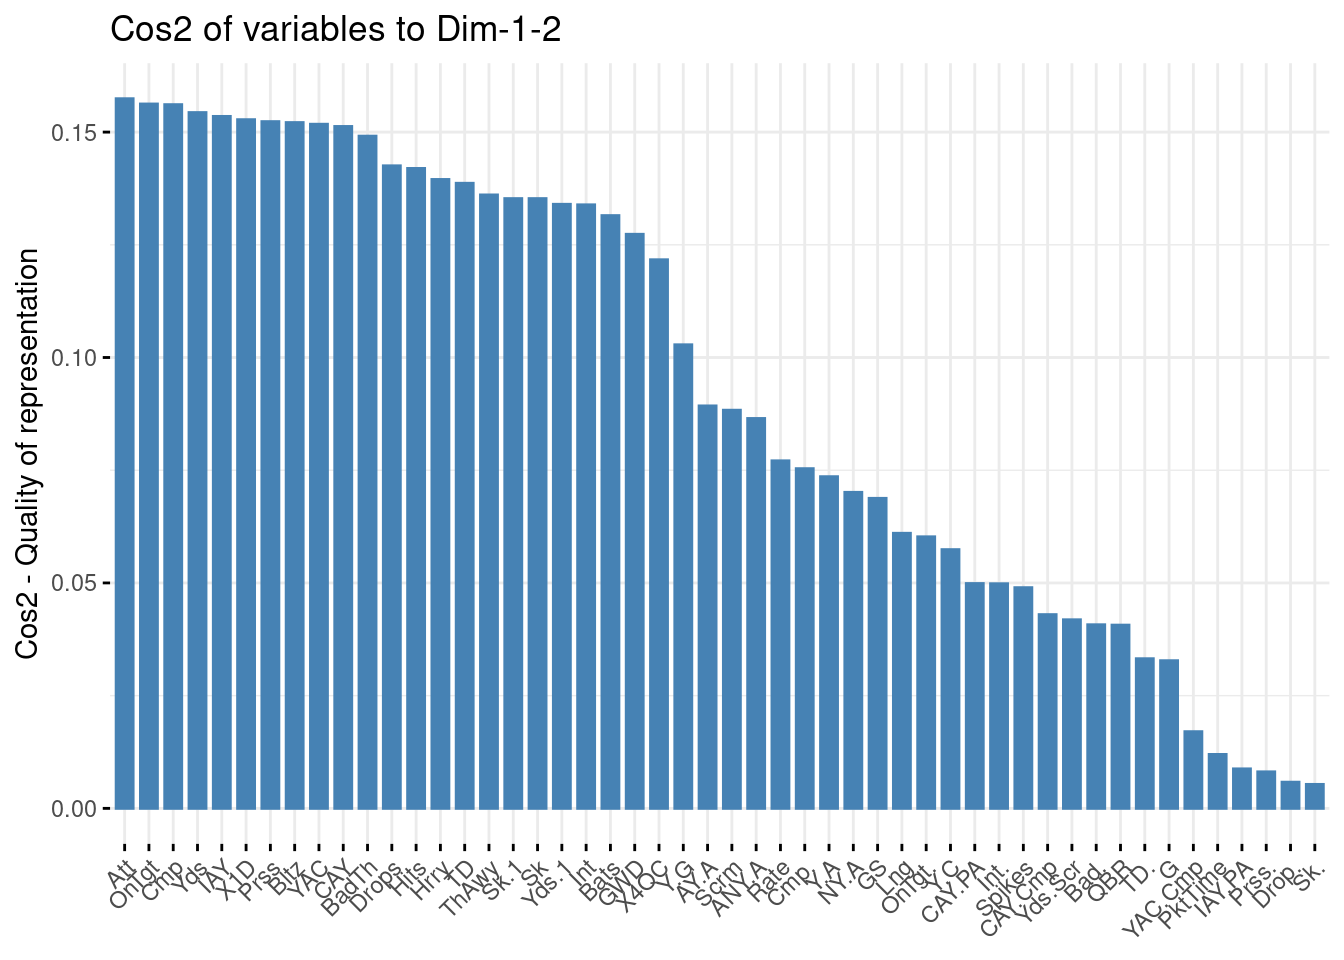 Cos2 of variables to Dim-1-2
Cos2 - Quality of representation
0.15
0.10
0.05
0.00
Att
OnTgt
Cmp
Yds
IAY
X1D
Prss
Bltz
YAC
CAY
BadTh
Drops
Hits
Hrry
TD
ThAwy
Sk.1
Sk
Yds.1
Int
Bats
GWD
X4QC
Y.G
AY.A
Scrm
ANY.A
Rate
Cmp.
Y.A
NY.A
GS
Lng
OnTgt.
Y.C
CAY.PA
Int.
Spikes
CAY.Cmp
Yds.Scr
Bad.
QBR
TD.
G
YAC.Cmp
PktTime
IAY.PA
Prss.
Drop.
Sk.